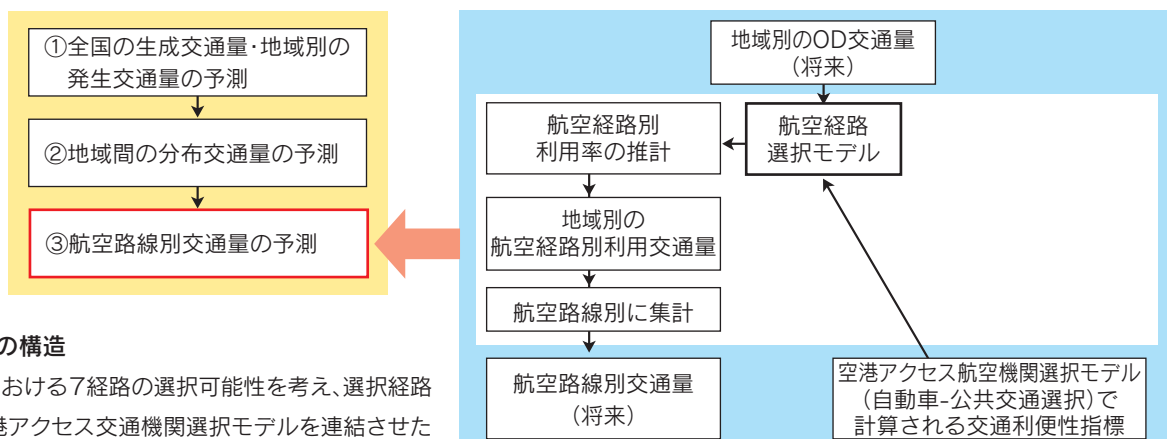 ①全国の生成交通量・地域別の
発生交通量の予測
②地域間の分布交通量の予測
③航空路線別交通量の予測
地域別のOD交通量
（将来）
航空経路
選択モデル
航空経路別
利用率の推計
地域別の
航空経路別利用交通量
航空路線別に集計
航空路線別交通量
（将来）
空港アクセス航空機関選択モデル
（自動車-公共交通選択）で
計算される交通利便性指標
の構造
おける7経路の選択可能性を考え、選択経路
港アクセス交通機関選択モデルを連結させた